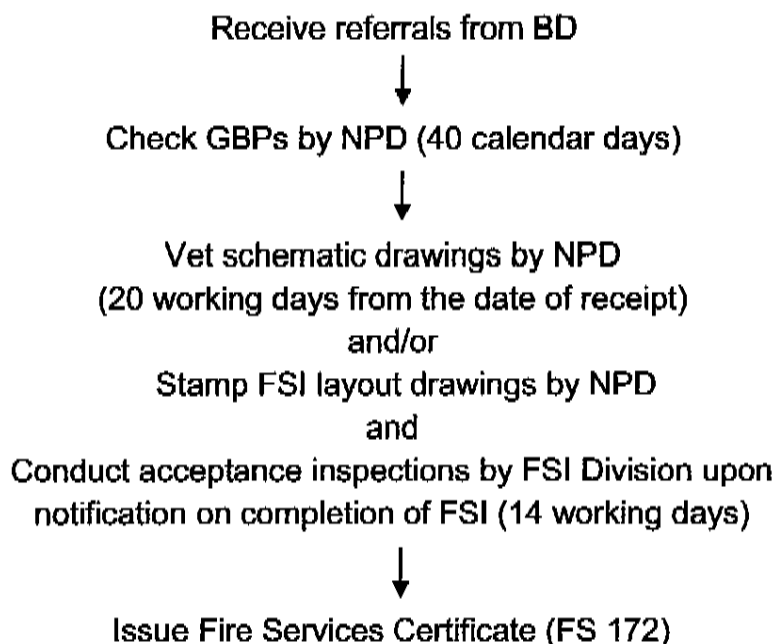 Receive referrals from BD
Check GBPs by NPD (40 calendar days)
Vet schematic drawings by NPD
(20 working days from the date of receipt)
and/or
Stamp FSI layout drawings by NPD
and
Conduct acceptance inspections by FSI Division upon
notification on completion of FSI (14 working days)
Issue Fire Services Certificate (FS 172)